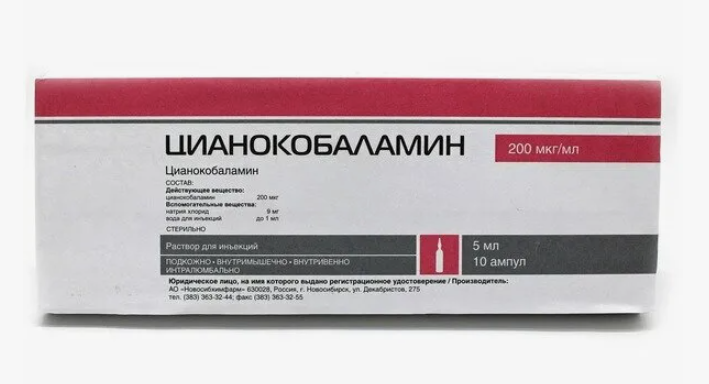 ЦИАНОКОБАЛАМИН
200 мкг/мл
Цианокобаламин
СОСТАВ:
Действующее вещество:
цианокобаламин 200 мкг
Вспомогательные вещества:
натрия хлорид 9 мг
вода для инъекций до 1 мл
СТЕРИЛЬНО
Раствор для инъекций
5 мл
10 ампул
ПОДКОЖНО • ВНУТРИМЫШЕЧНО • ВНУТРИВЕННО
ИНТРАЛЮМБАЛЬНО
Юридическое лицо, на имя которого выдано регистрационное удостоверение / Производитель:
АО «Новосибхимфарм» 630028, Россия, г. Новосибирск, ул. Декабристов, 275
тел. (383) 363-32-44; факс (383) 363-32-55